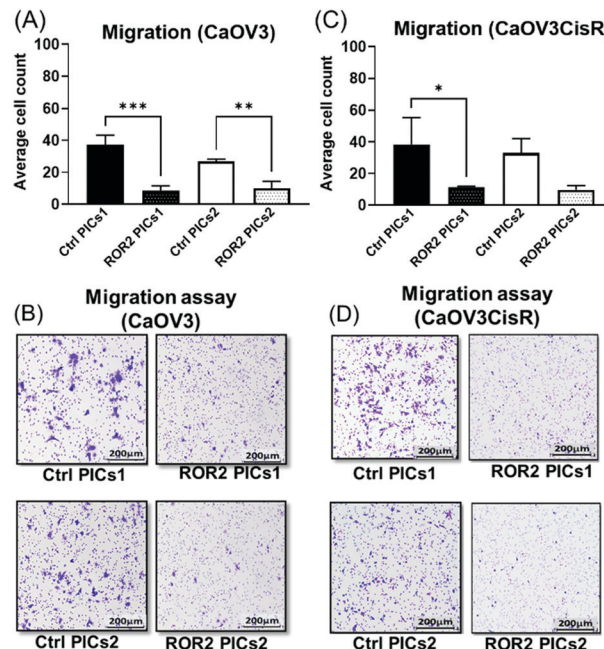 (A)
Migration (CaOV3)
Average cell count
100
80
60
40
20
0
***
**
Ctrl PICs1
ROR2 PICs1
Ctrl PICs2
ROR2 PICs2
(C)
Migration (CaOV3CisR
Average cell count
100
80
60
40
20
0
*
Ctrl PICs1
ROR2 PICs1
Ctrl PICs2
ROR2 PICs2
(B)
Migration assay
(CaOV3)
200µm
200µm
Ctrl PICs1
ROR2 PICs1
200µm
200µm
Ctrl PICs2
ROR2 PICs2
(D)
Migration assay
(CaOV3CisR)
200µm
200µm
Ctrl PICs1
ROR2 PICs1
200µm
200µm
Ctrl PICs2
ROR2 PICs2